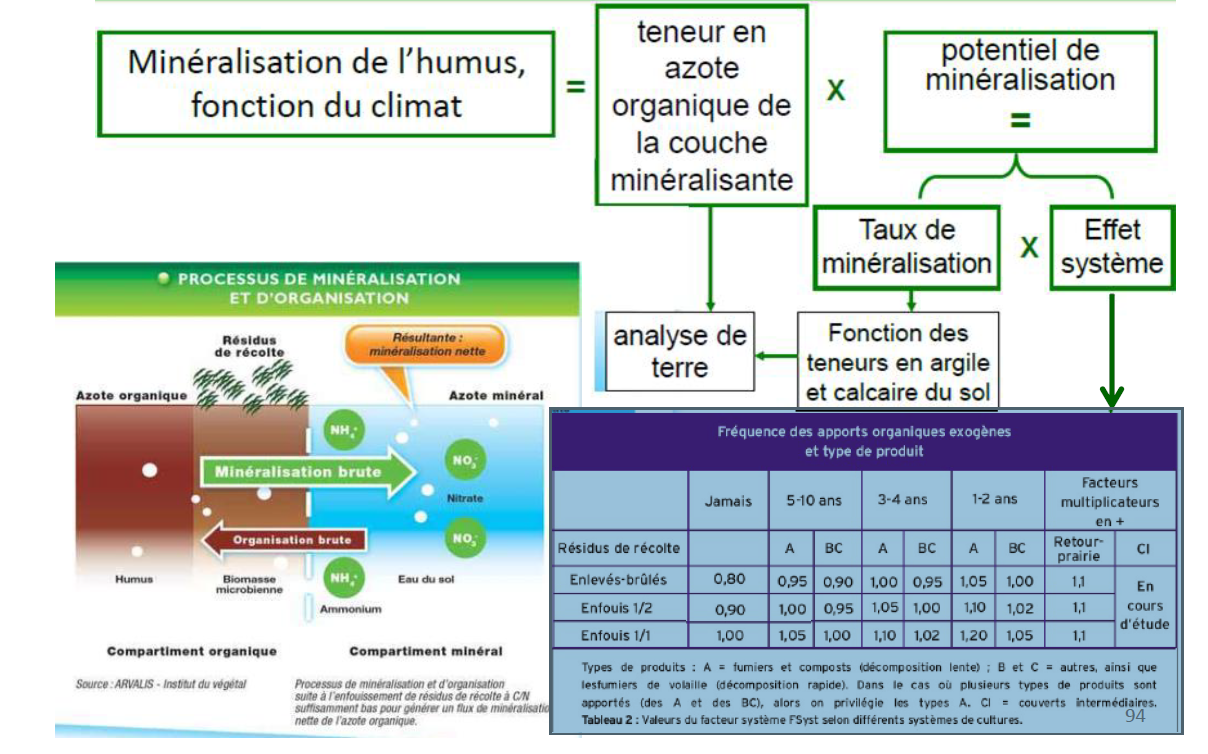 Minéralisation de l'humus,
fonction du climat
=
teneur en
azote
organique de
la couche
minéralisante
x
potentiel de
minéralisation
=
Taux de
minéralisation
x
Effet
système
analyse de
terre
Fonction des
teneurs en argile
et calcaire du sol
PROCESSUS DE MINÉRALISATION
ET D'ORGANISATION
Résidus
de récolte
Résultante :
minéralisation nette
Azote organique
Azote minéral
NH4+
Minéralisation brute
NO3-
Nitrate
Organisation brute
NO3-
Humus
Biomasse
microbienne
NH4+
Eau du sol
Ammonium
Compartiment organique
Compartiment minéral
Source : ARVALIS - Institut du végétal
Processus de minéralisation et d'organisation
suite à l'enfouissement de résidus de récolte à C/N
suffisamment bas pour générer un flux de minéralisatio
nette de l'azote organique.
Fréquence des apports organiques exogènes
et type de produit
Jamais 5-10 ans 3-4 ans 1-2 ans Facteurs
multiplicateurs
en +
Résidus de récolte A BC A BC A BC Retour-
prairie CI
Enlevés-brûlés 0,80 0,95 0,90 1,00 0,95 1,05 1,00 1,1 En
Enfouis 1/2 0,90 1,00 0,95 1,05 1,00 1,10 1,02 1,1 cours
Enfouis 1/1 1,00 1,05 1,00 1,10 1,02 1,20 1,05 1,1 d'étude
Types de produits : A = fumiers et composts (décomposition lente) ; B et C = autres, ainsi que
lesfumiers de volaille (décomposition rapide). Dans le cas où plusieurs types de produits sont
apportés (des A et des BC), alors on privilégie les types A. CI = couverts intermédiaires.
Tableau 2 : Valeurs du facteur système FSyst selon différents systèmes de cultures.
94